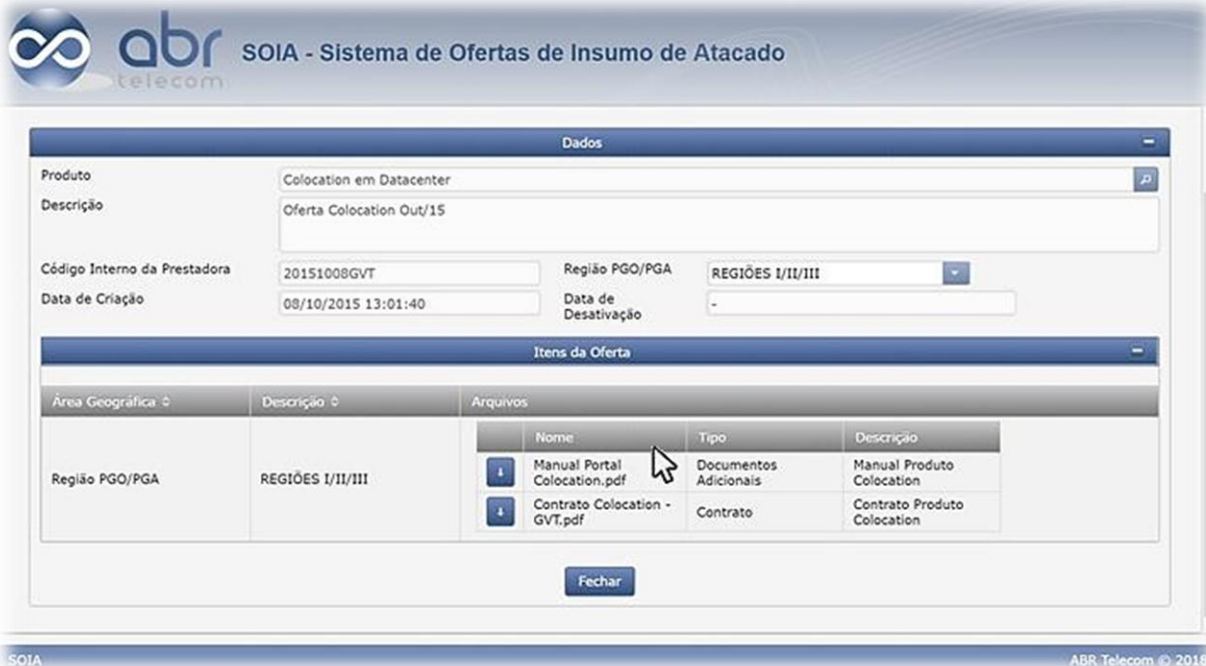 abr telecom
SOIA - Sistema de Ofertas de Insumo de Atacado
Dados
Produto
Colocation em Datacenter
Descrição
Oferta Colocation Out/15
Código Interno da Prestadora
20151008GVT
Região PGO/PGA
REGIÕES I/II/III
Data de Criação
08/10/2015 13:01:40
Data de
Desativação
-
Itens da Oferta
Área Geográfica
Descrição
Arquivos
Nome
Tipo
Descrição
Região PGO/PGA
REGIÕES I/II/III
Manual Portal
Colocation.pdf
Documentos
Adicionais
Manual Produto
Colocation
Contrato Colocation -
GVT.pdf
Contrato
Contrato Produto
Colocation
Fechar
SOIA
ABR Telecom © 2018